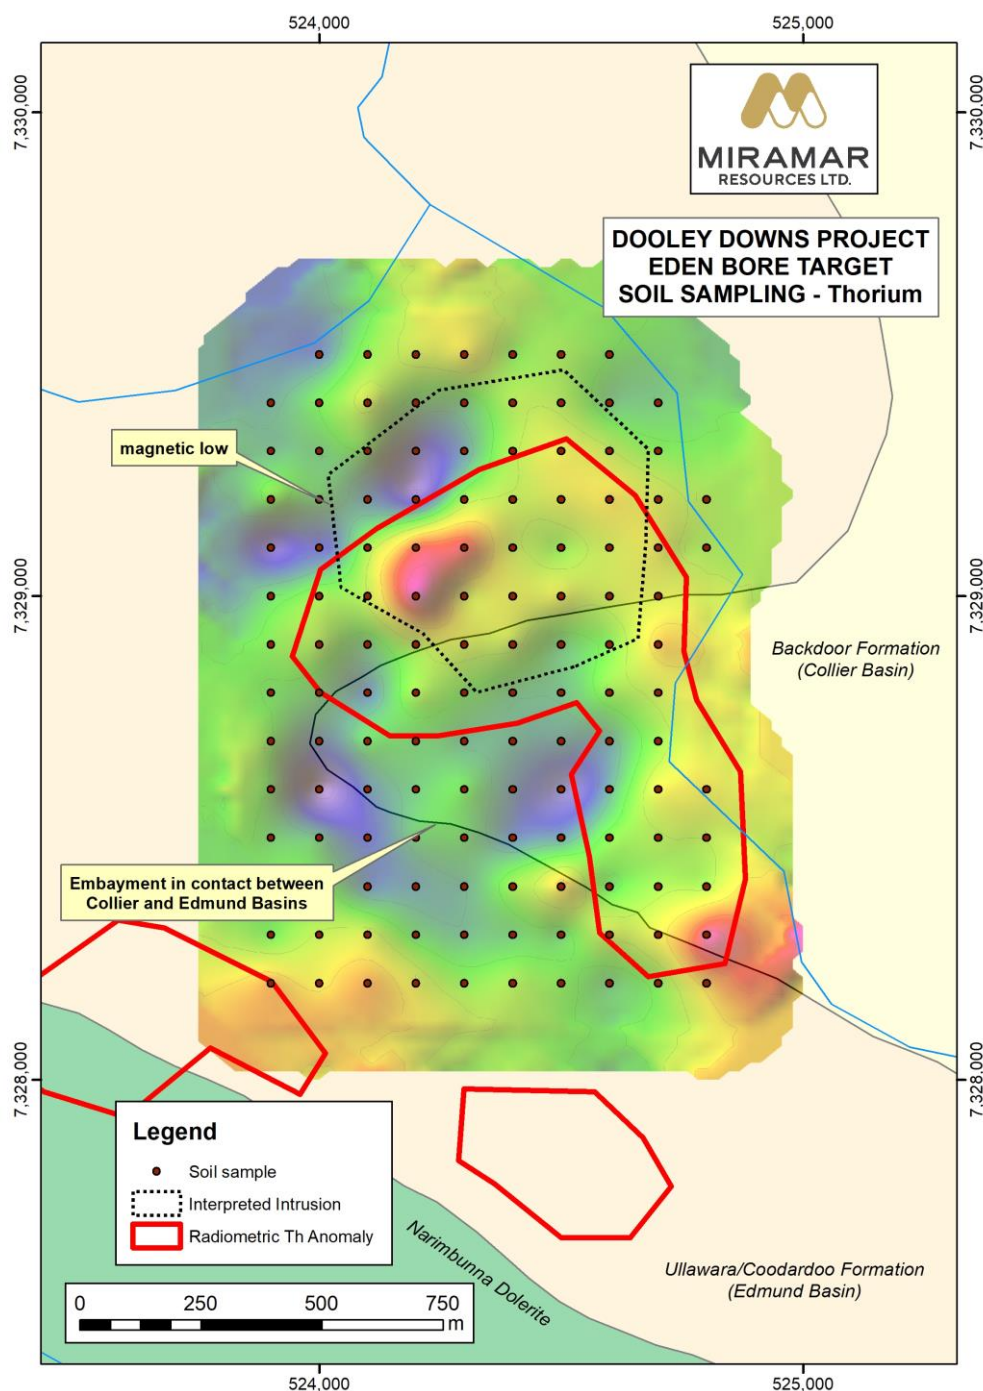 524,000
525,000
7,330,000
7,330,000
MIRAMAR
RESOURCES LTD.
DOOLEY DOWNS PROJECT
EDEN BORE TARGET
SOIL SAMPLING - Thorium
magnetic low
7,329,000
7,329,000
Backdoor Formation
(Collier Basin)
Embayment in contact between
Collier and Edmund Basins
7,328,000
7,328,000
Legend
Soil sample
Interpreted Intrusion
Radiometric Th Anomaly
Narimbunna Dolerite
Ullawara/Coodardoo Formation
(Edmund Basin)
0 250 500 750
m
524,000
525,000